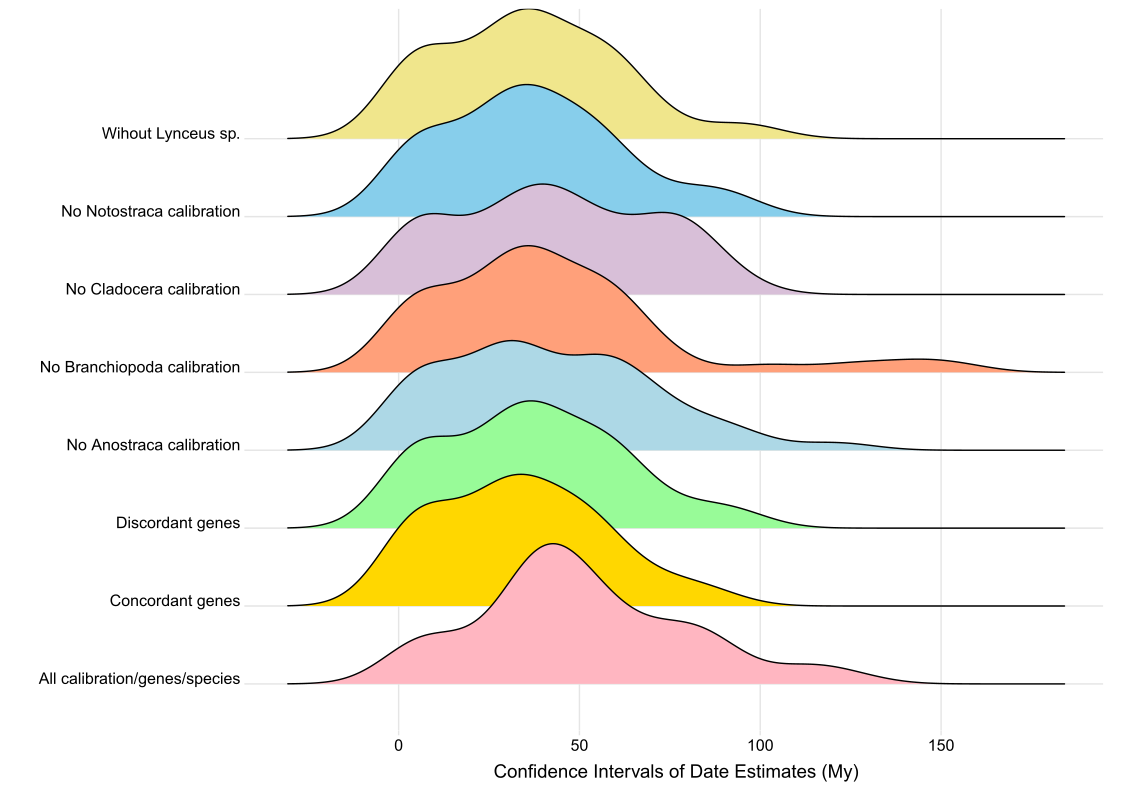 Wihout Lynceus sp.
No Notostraca calibration
No Cladocera calibration
No Branchiopoda calibration
No Anostraca calibration
Discordant genes
Concordant genes
All calibration/genes/species
0 50 100 150
Confidence Intervals of Date Estimates (My)